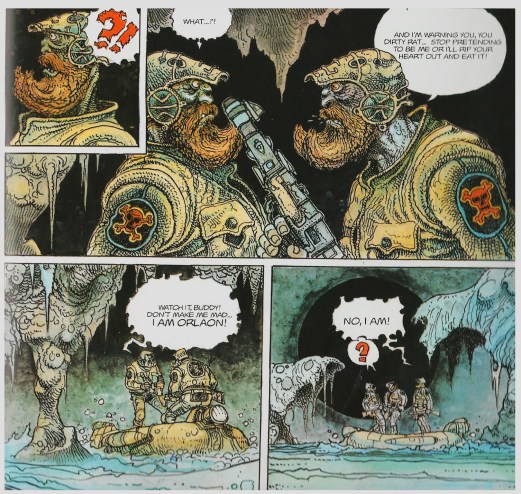 ?!
WHAT...?!
AND I'M WARNING YOU, YOU
DIRTY RAT... STOP PRETENDING
TO BE ME OR I'LL RIP YOUR
HEART OUT AND EAT IT!
WATCH IT, BUDDY!
DON'T MAKE ME MAD...
I AM ORLAON!
NO, I AM!
?